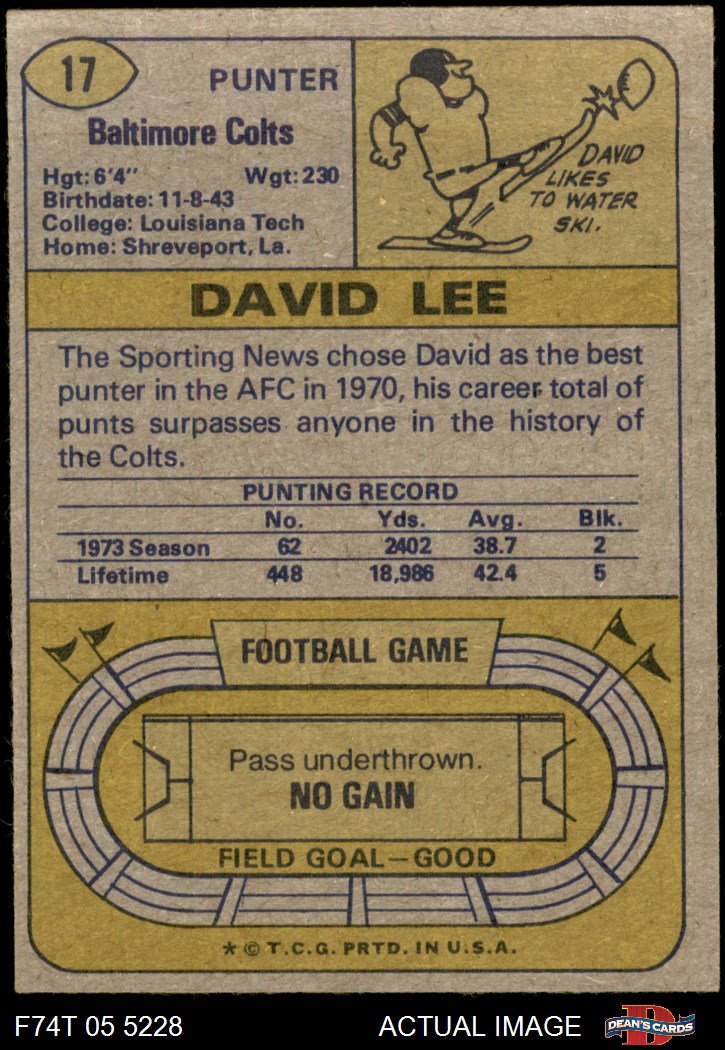 17
PUNTER
Baltimore Colts
Hgt: 6'4" Wgt: 230
Birthdate: 11-8-43
College: Louisiana Tech
Home: Shreveport, La.
DAVID
LIKES
TO WATER
SKI.
DAVID LEE
The Sporting News chose David as the best
punter in the AFC in 1970, his career total of
punts surpasses anyone in the history of
the Colts.
PUNTING RECORD
No. Yds. Avg. Blk.
1973 Season 62 2402 38.7 2
Lifetime 448 18,986 42.4 5
FOOTBALL GAME
Pass underthrown.
NO GAIN
FIELD GOAL—GOOD
* © T.C.G. PRTD. IN U.S.A.
F74T 05 5228 ACTUAL IMAGE
D
DEAN'S CARDS